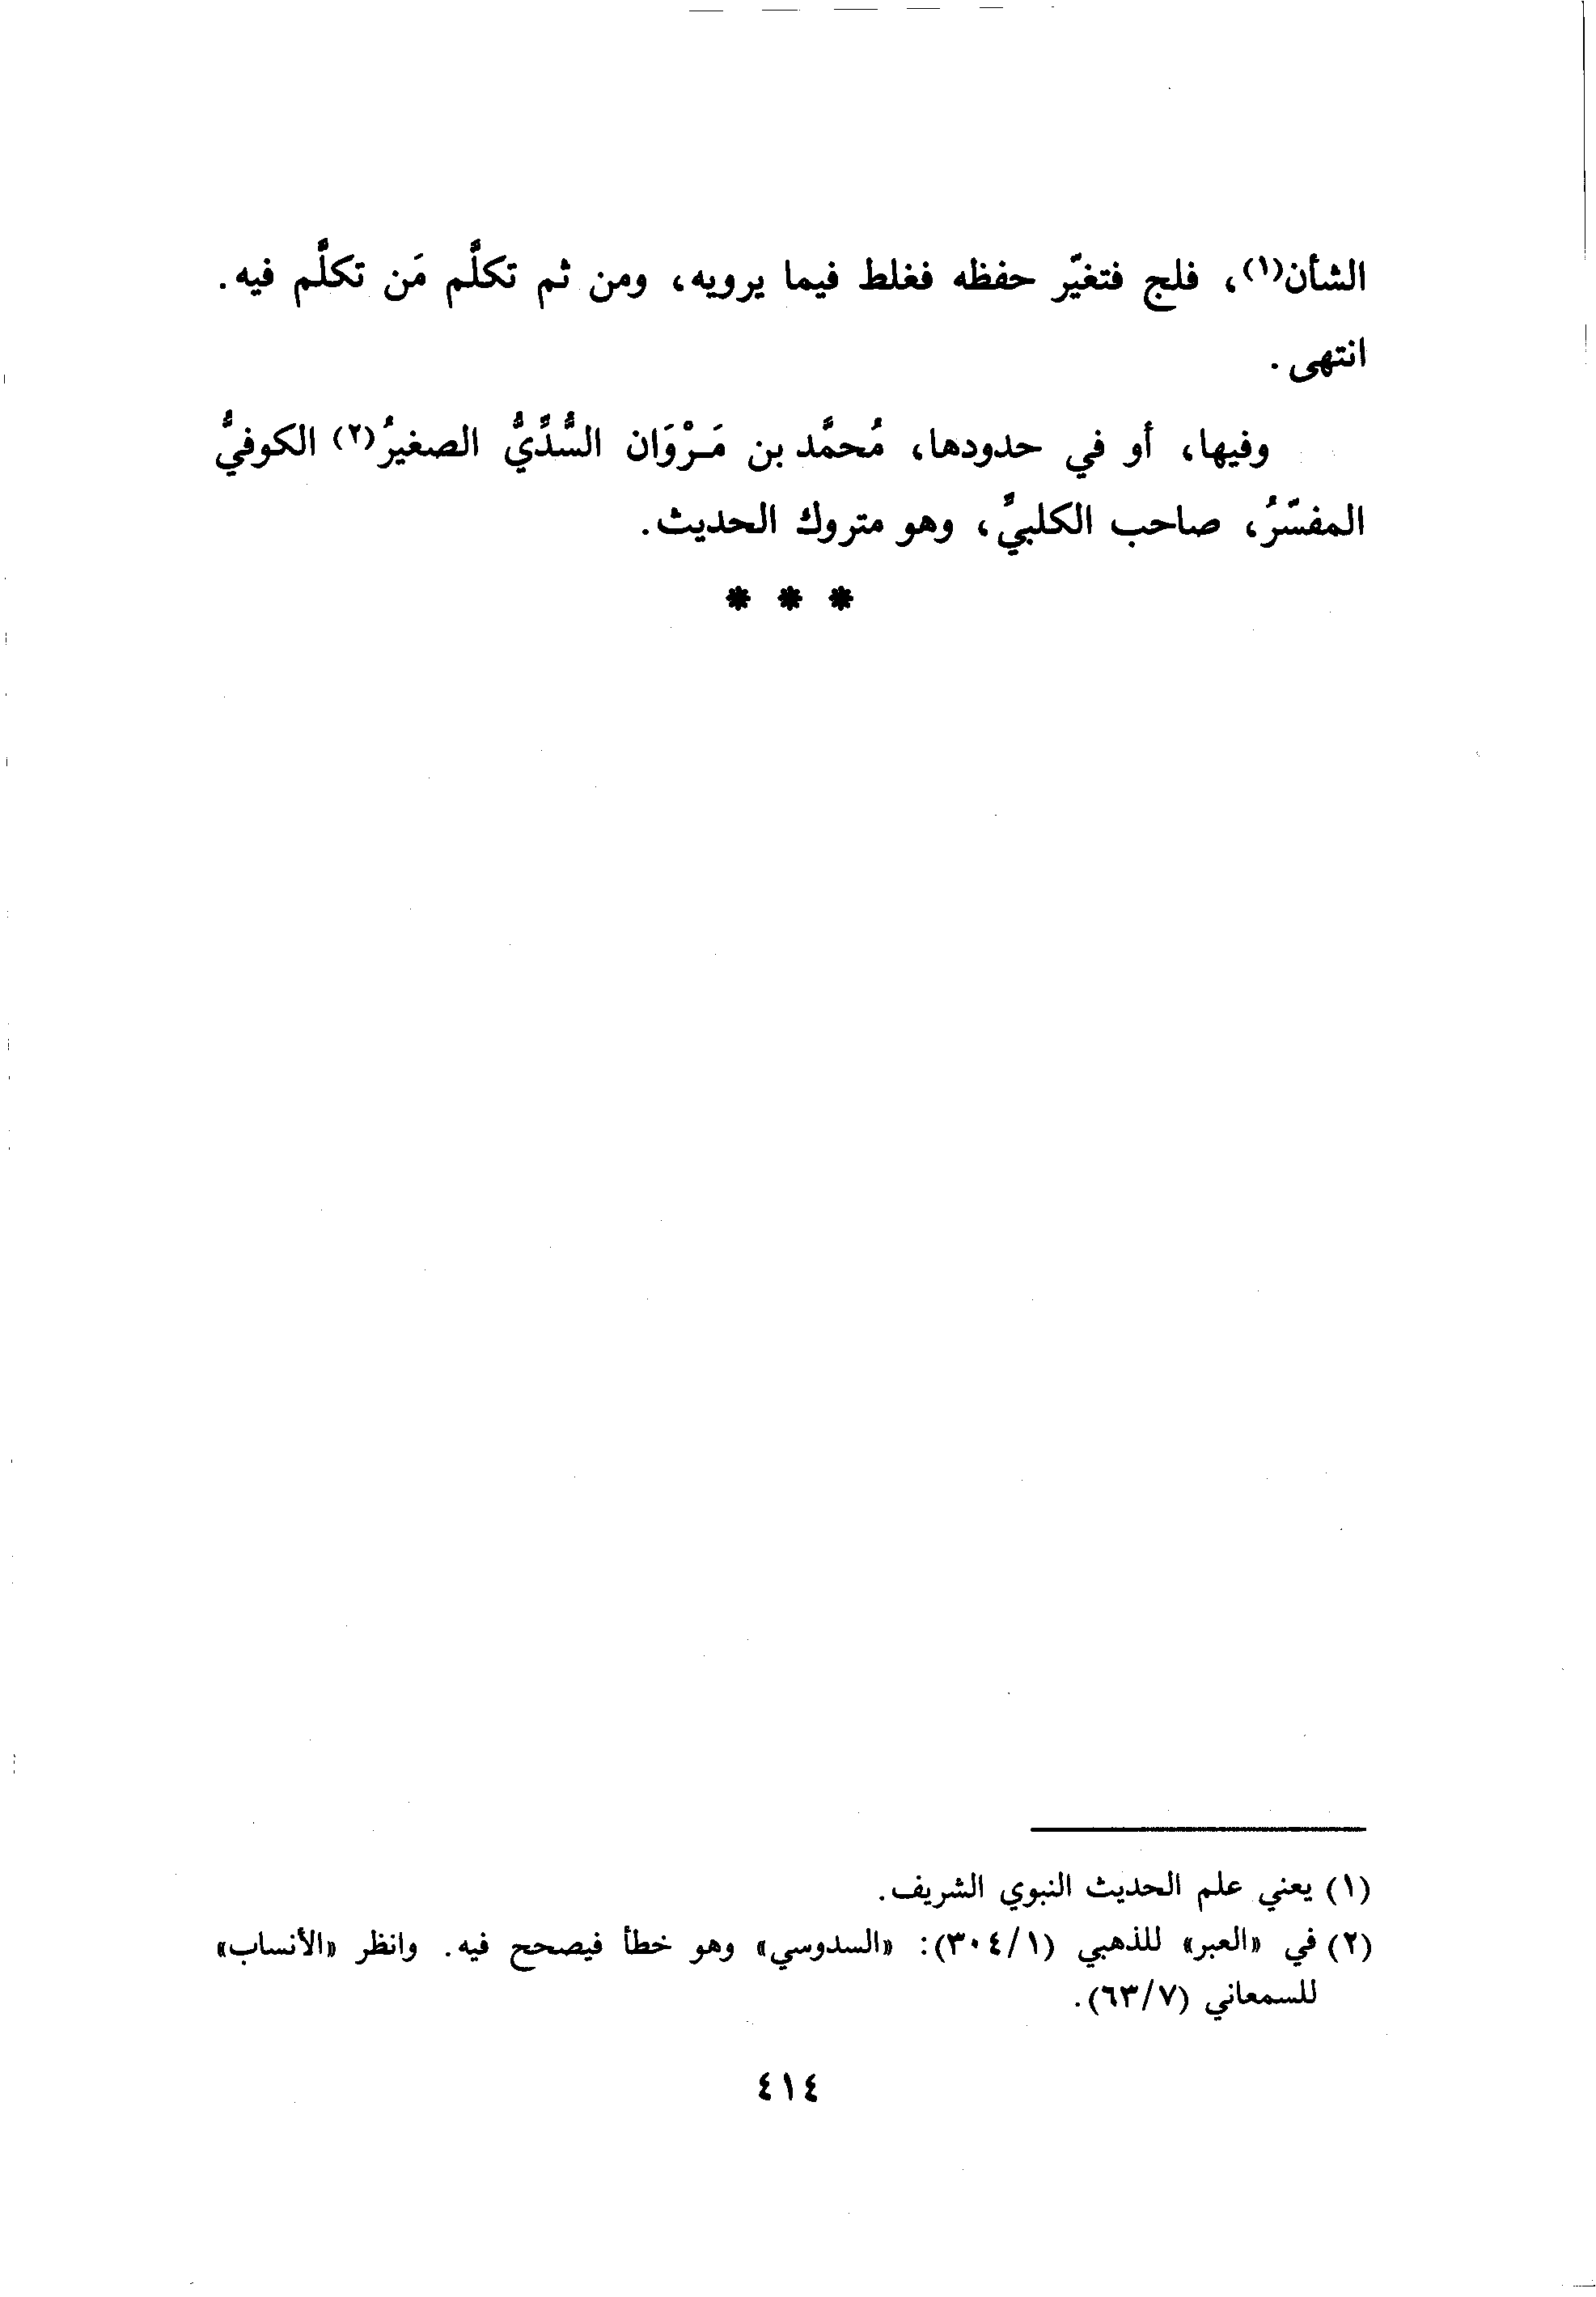 الشأن(١)، فلج فتغيّر حفظه فغلط فيما يرويه، ومن ثم تكلَّم مَن تكلَّم فيه.
انتهى.
وفيها، أو في حدودها، مُحمَّد بن مَـرْوَان السُّدِّيُّ الصغيرُ(٢) الكوفيُّ
المفسّرُ، صاحب الكلبيِّ، وهو متروك الحديث.
* * *
(١) يعني علم الحديث النبوي الشريف.
(٢) في «العبر» للذهبي (٣٠٤/١): «السدوسي» وهو خطأ فيصحح فيه. وانظر «الأنساب»
للسمعاني (٦٣/٧).
٤١٤